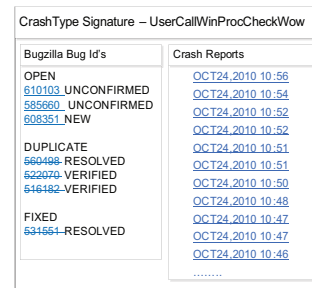 CrashType Signature – UserCallWinProcCheckWow
Bugzilla Bug Id's
OPEN
610103 UNCONFIRMED
585660 UNCONFIRMED
608351 NEW
DUPLICATE
560498 RESOLVED
522070 VERIFIED
516182 VERIFIED
FIXED
531551 RESOLVED
Crash Reports
OCT24,2010 10:56
OCT24,2010 10:54
OCT24,2010 10:52
OCT24,2010 10:52
OCT24,2010 10:51
OCT24,2010 10:51
OCT24,2010 10:50
OCT24,2010 10:48
OCT24,2010 10:47
OCT24,2010 10:47
OCT24,2010 10:46
........